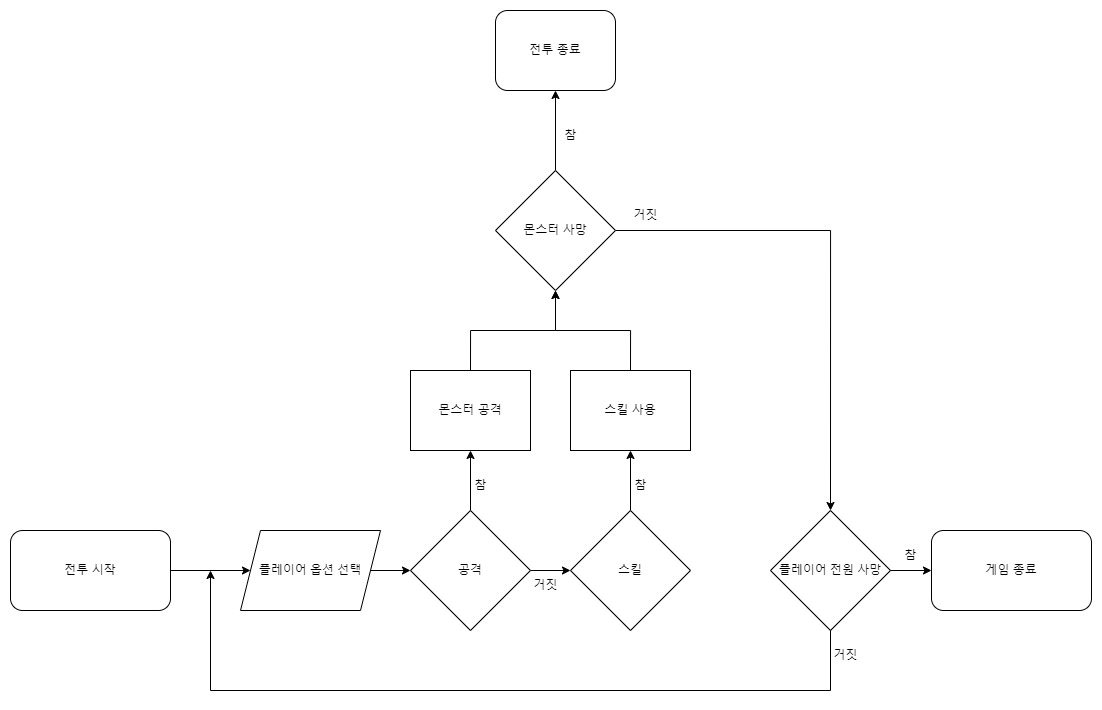 전투 종료
참
몬스터 사망
거짓
몬스터 공격
스킬 사용
참
참
전투 시작
플레이어 옵션 선택
공격
거짓
스킬
플레이어 전원 사망
참
게임 종료
거짓